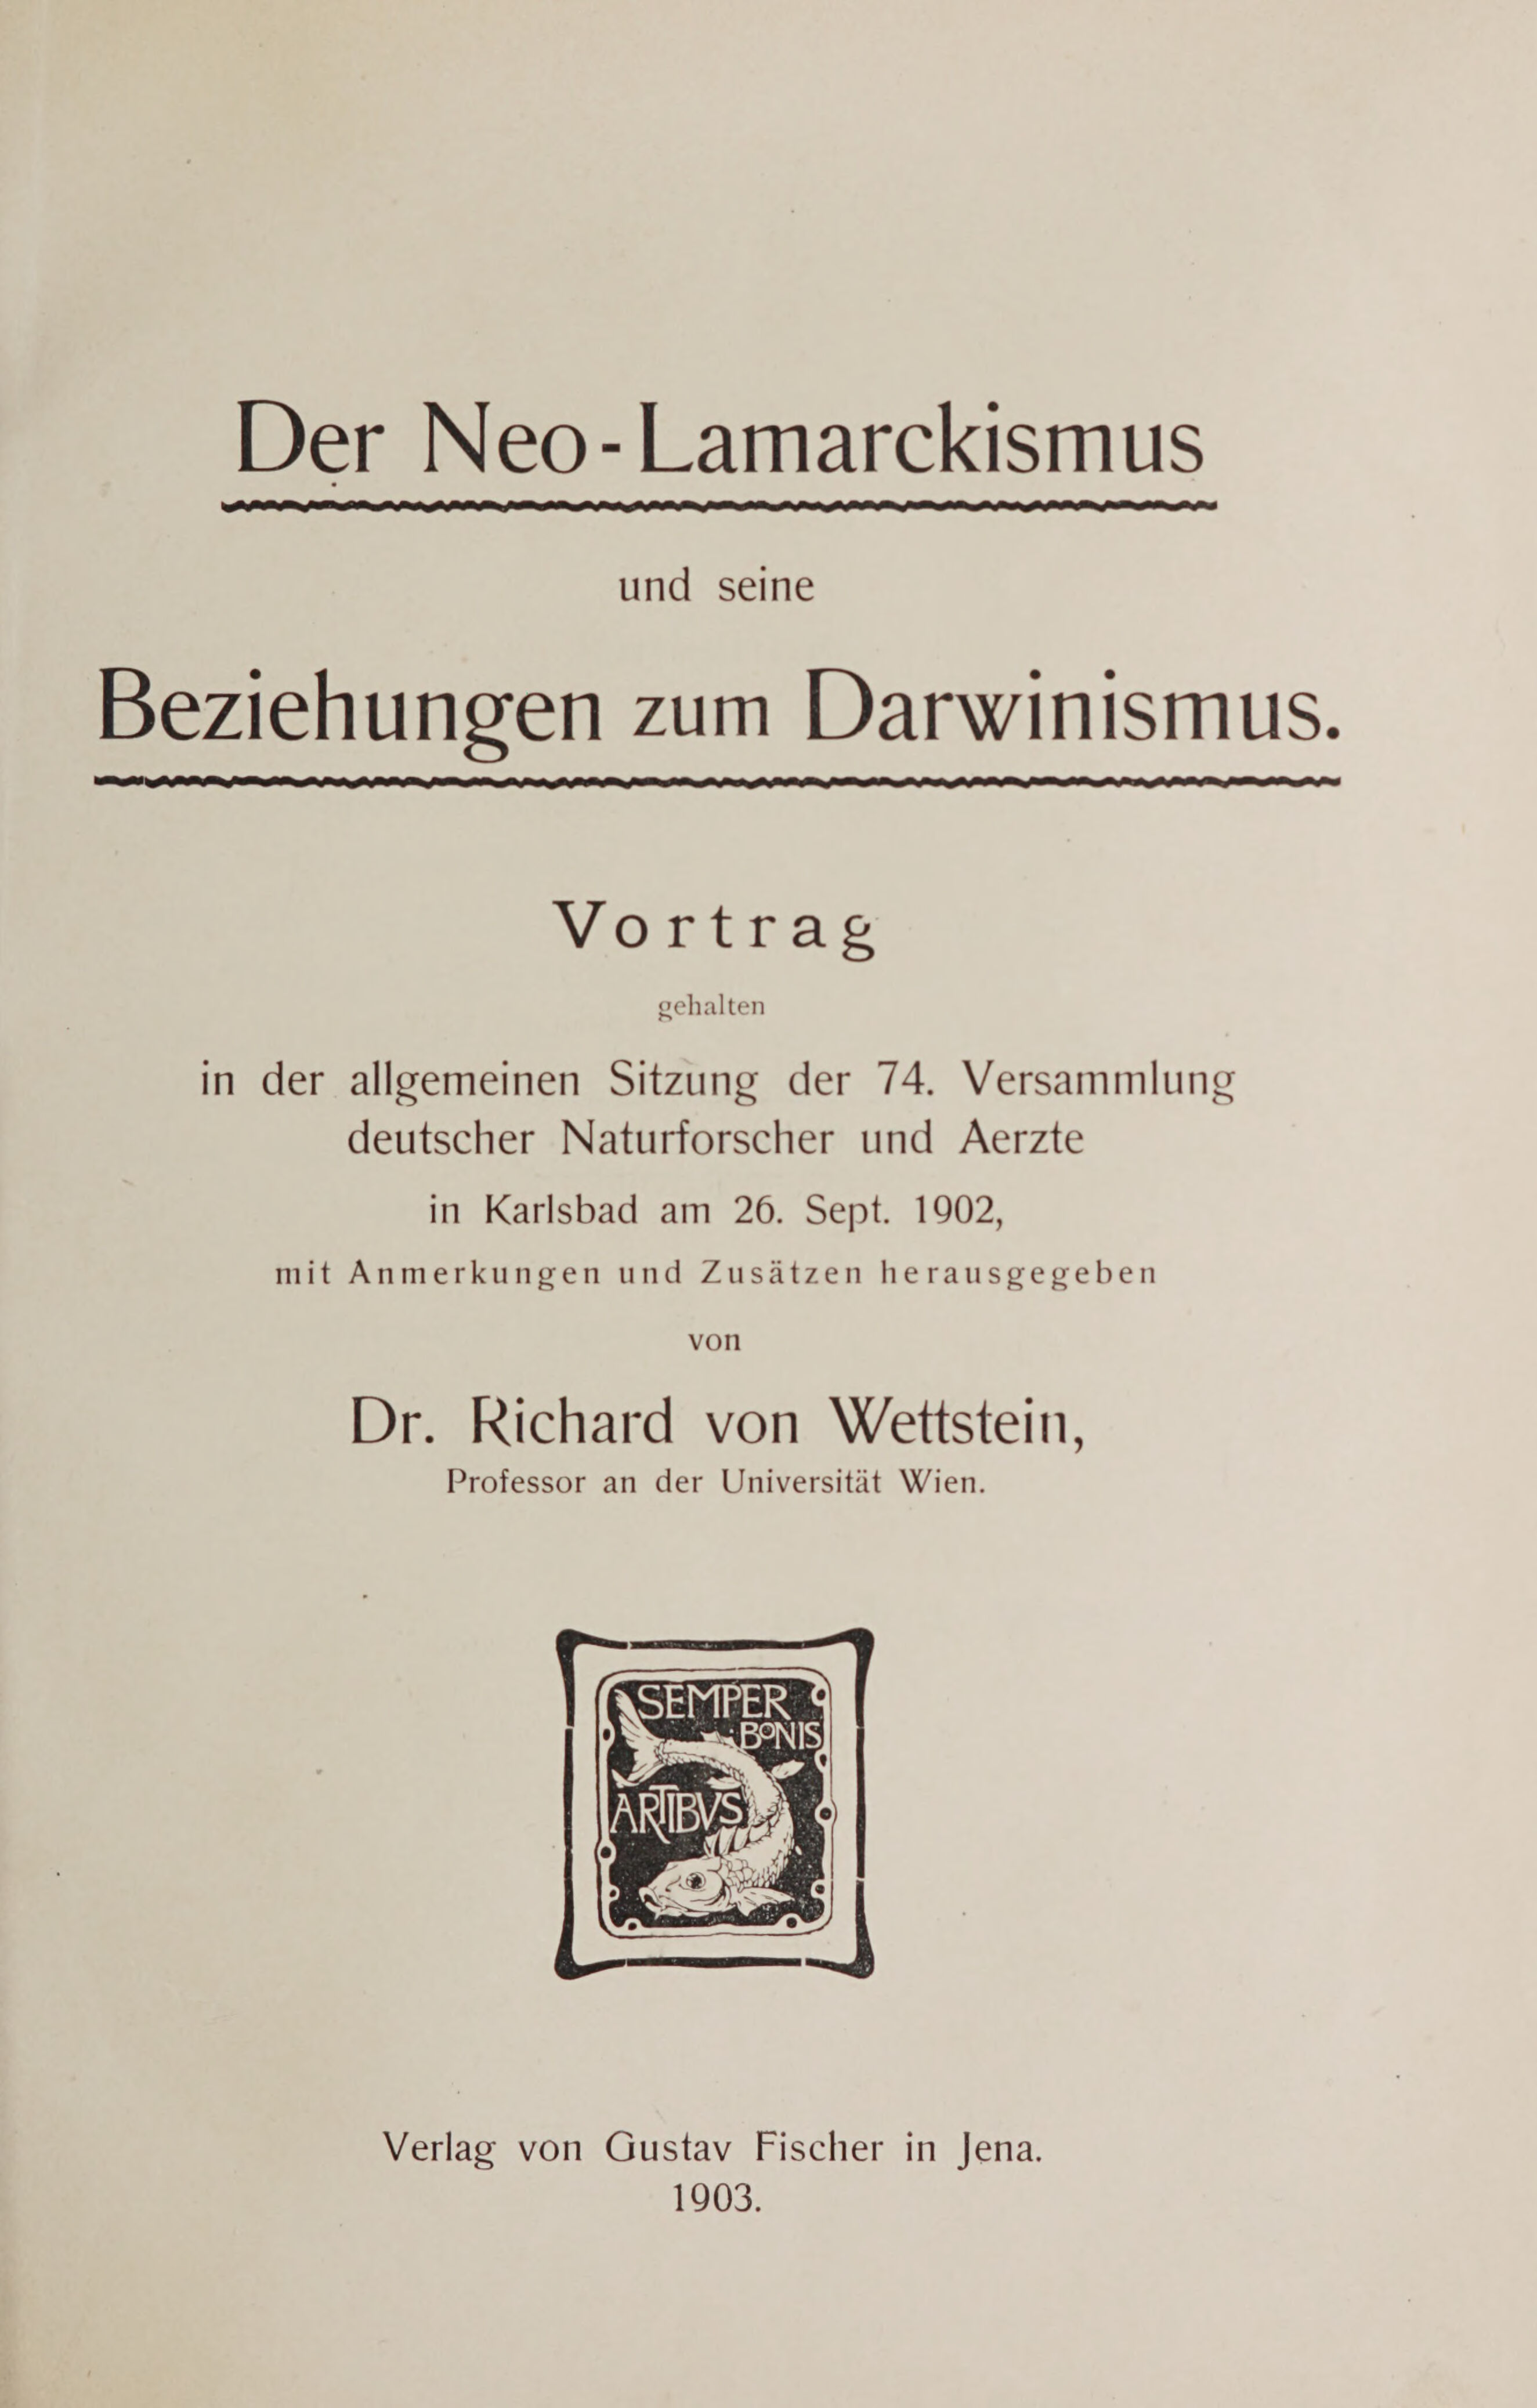 Der Neo-Lamarckismus
und seine
Beziehungen zum Darwinismus.
Vortrag
gehalten
in der allgemeinen Sitzung der 74. Versammlung
deutscher Naturforscher und Aerzte
in Karlsbad am 26. Sept. 1902,
mit Anmerkungen und Zusätzen herausgegeben
von
Dr. Richard von Wettstein,
Professor an der Universität Wien.
SEMPER
BONIS
ARTIBVS
Verlag von Gustav Fischer in Jena.
1903.